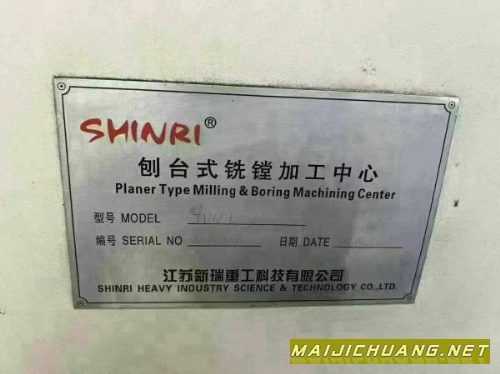 SHINRI®
刨台式铣镗加工中心
Planer Type Milling & Boring Machining Center
型号 MODEL
编号 SERIAL NO 日期 DATE
江苏新瑞重工科技有限公司
SHINRI HEAVY INDUSTRY SCIENCE & TECHNOLOGY CO.,LTD.
MAIJICHUANG.NET